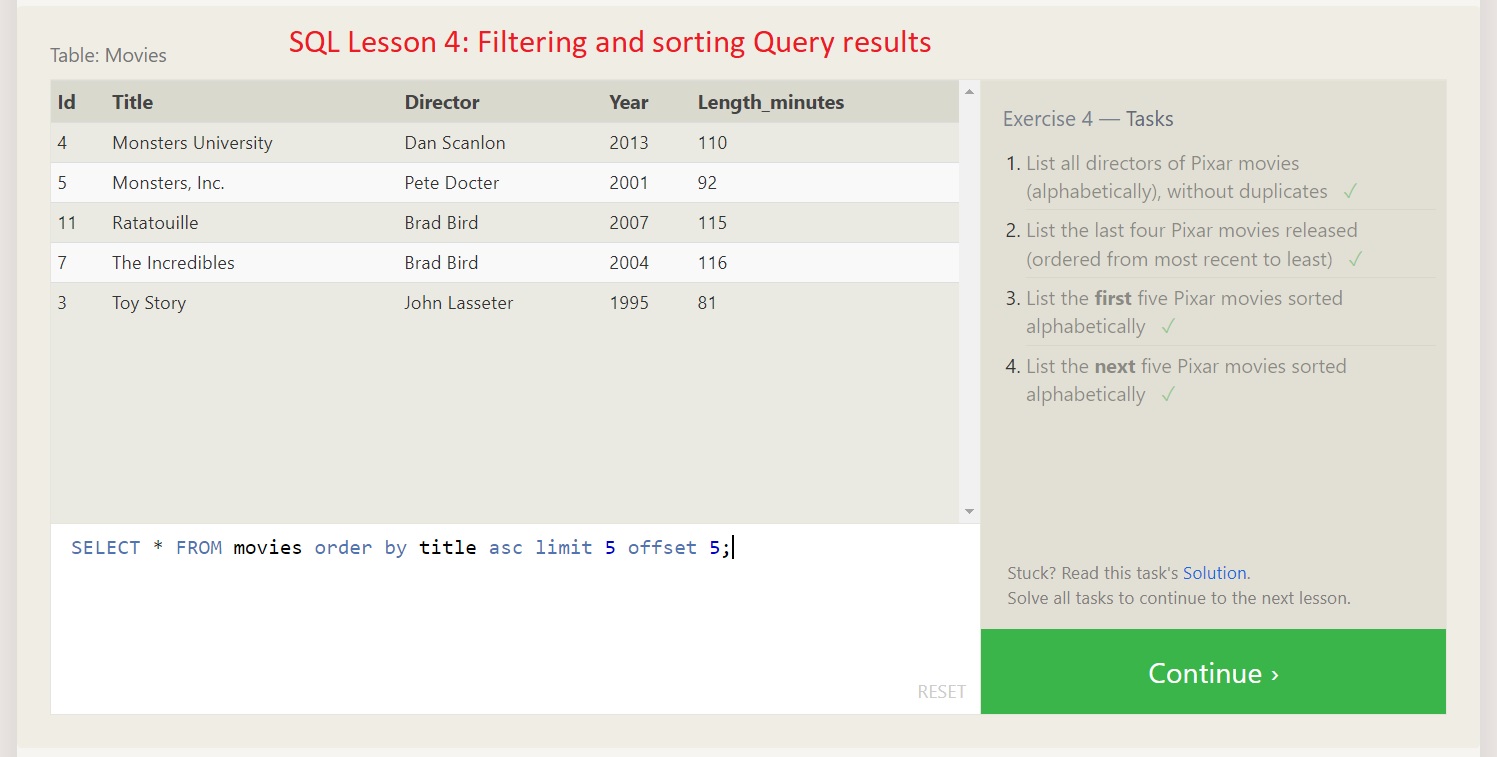 SQL Lesson 4: Filtering and sorting Query results
Table: Movies
Id Title Director Year Length_minutes
4 Monsters University Dan Scanlon 2013 110
5 Monsters, Inc. Pete Docter 2001 92
11 Ratatouille Brad Bird 2007 115
7 The Incredibles Brad Bird 2004 116
3 Toy Story John Lasseter 1995 81
SELECT * FROM movies order by title asc limit 5 offset 5;
RESET
Exercise 4 — Tasks
1. List all directors of Pixar movies
(alphabetically), without duplicates ✓
2. List the last four Pixar movies released
(ordered from most recent to least) ✓
3. List the first five Pixar movies sorted
alphabetically ✓
4. List the next five Pixar movies sorted
alphabetically ✓
Stuck? Read this task's Solution.
Solve all tasks to continue to the next lesson.
Continue ›